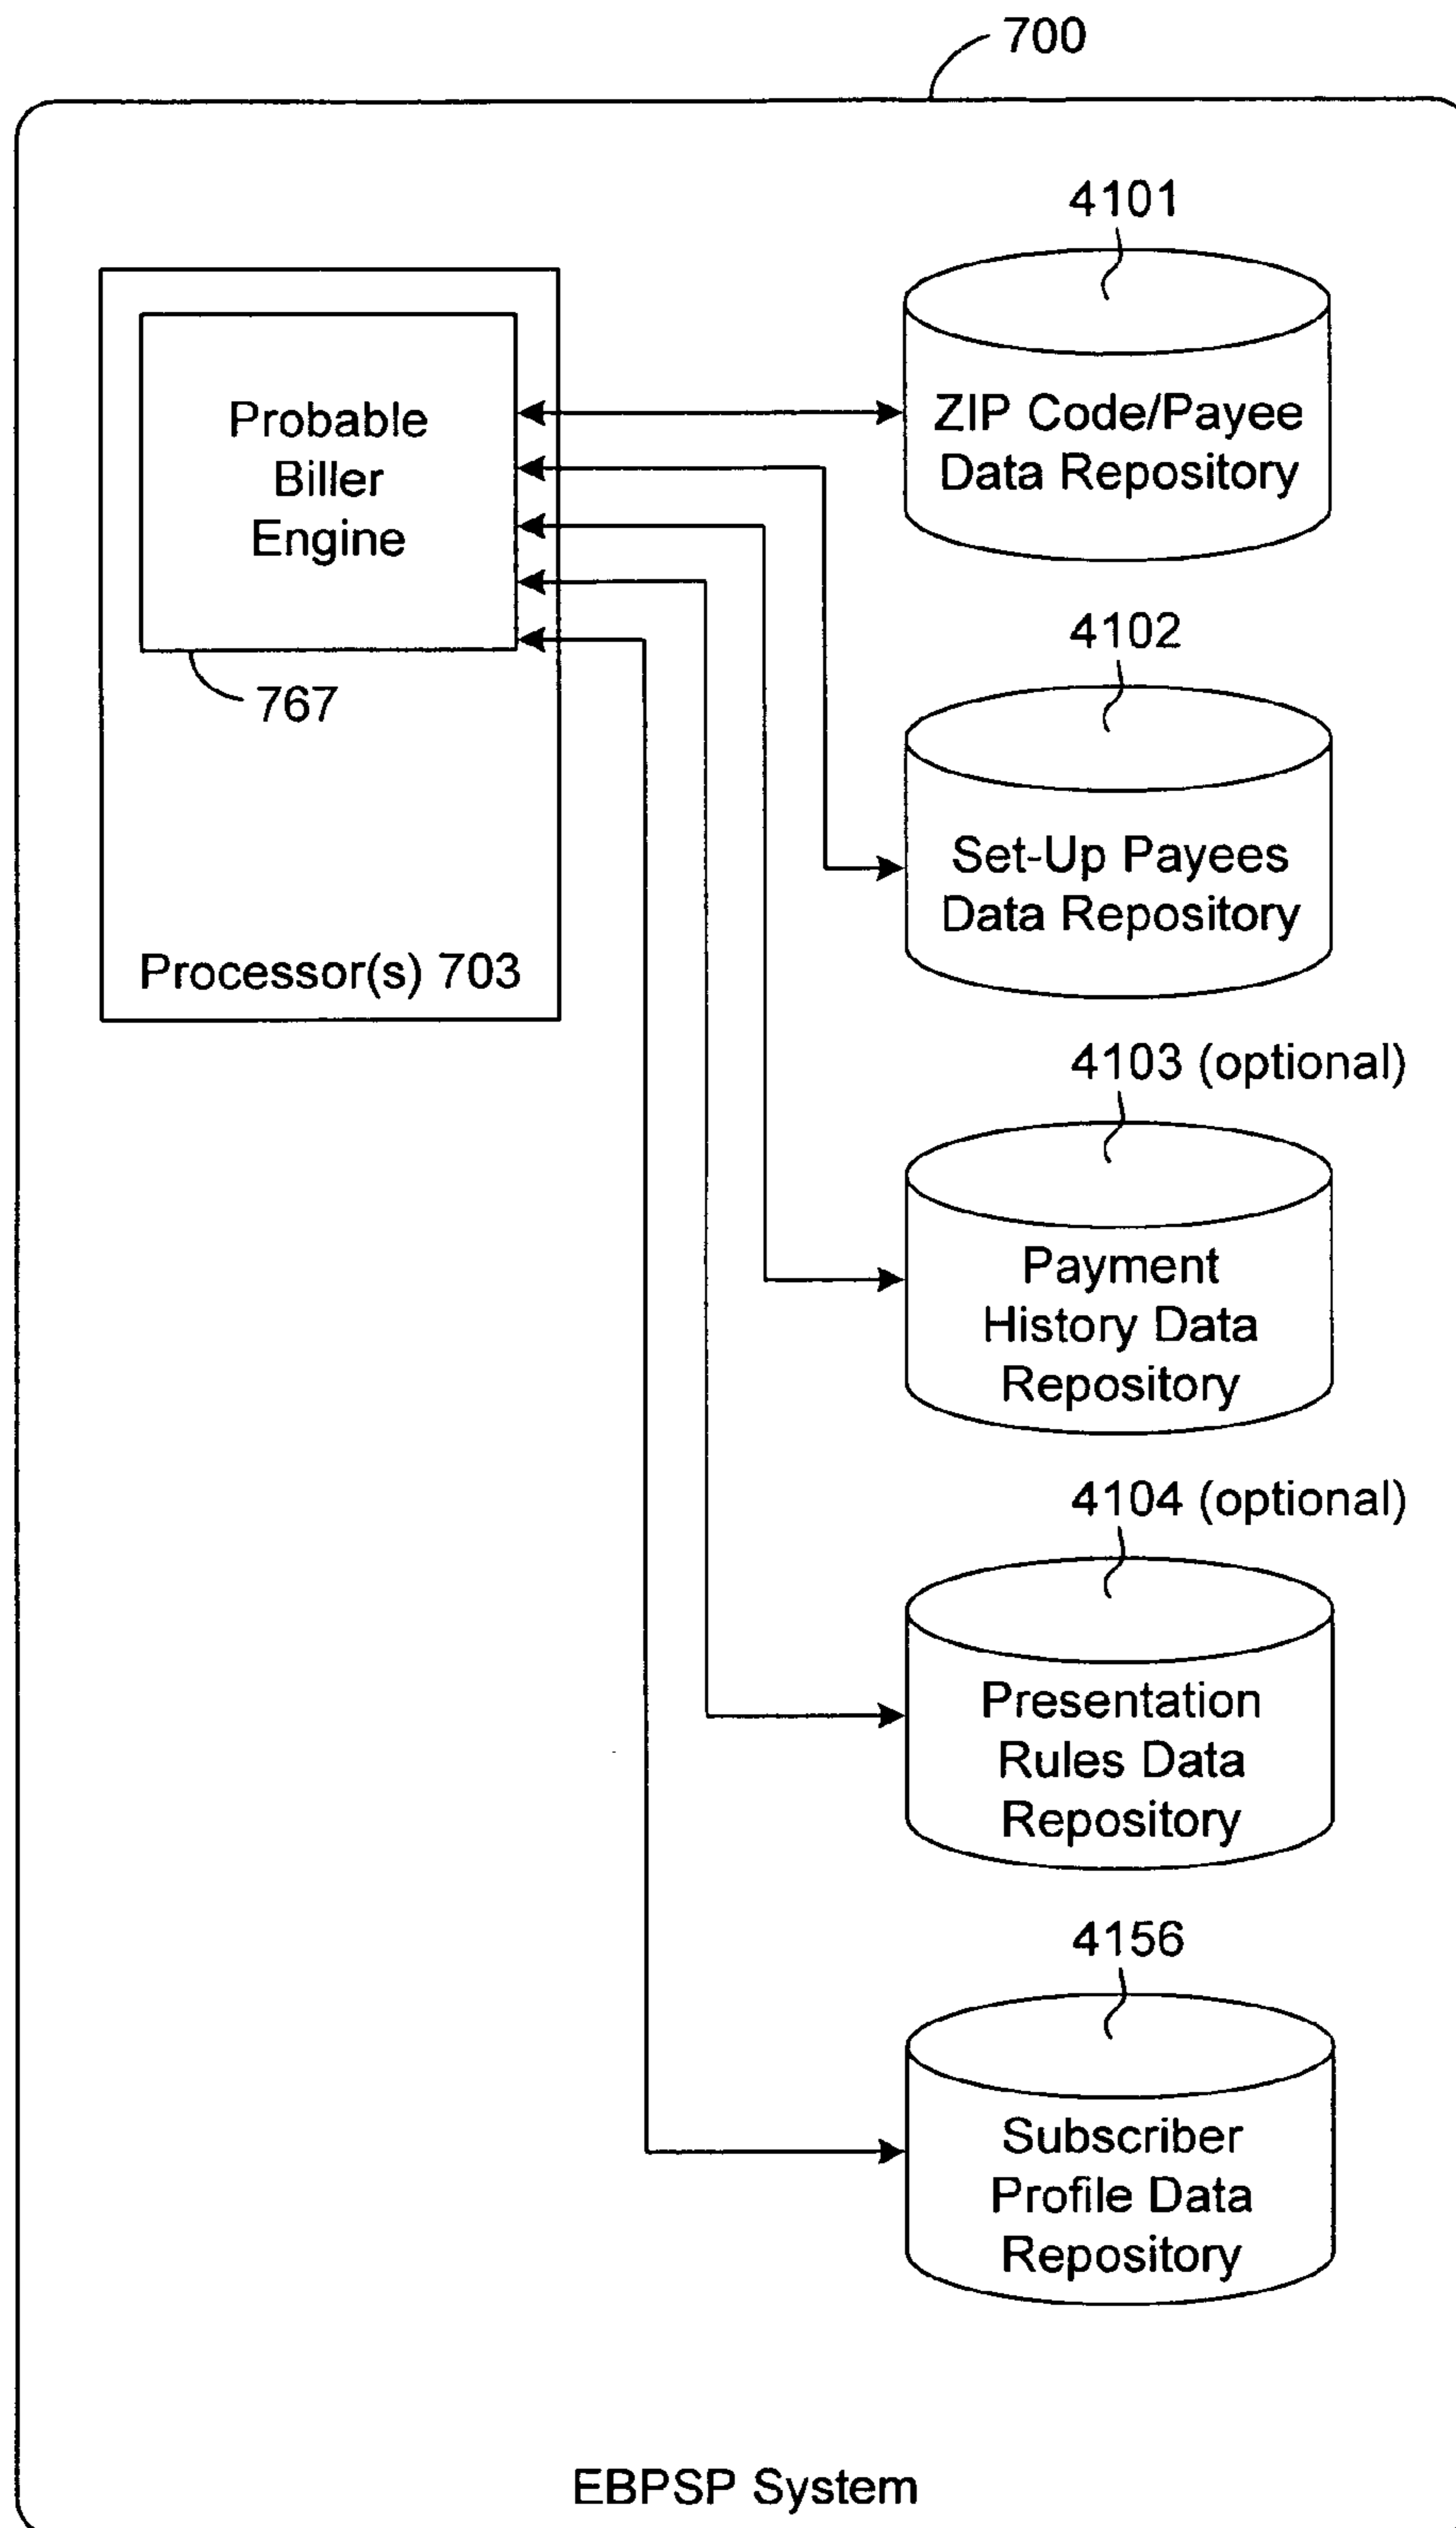 700
4101
ZIP Code/Payee
Data Repository
Probable
Biller
Engine
767
Processor(s) 703
4102
Set-Up Payees
Data Repository
4103 (optional)
Payment
History Data
Repository
4104 (optional)
Presentation
Rules Data
Repository
4156
Subscriber
Profile Data
Repository
EBPSP System